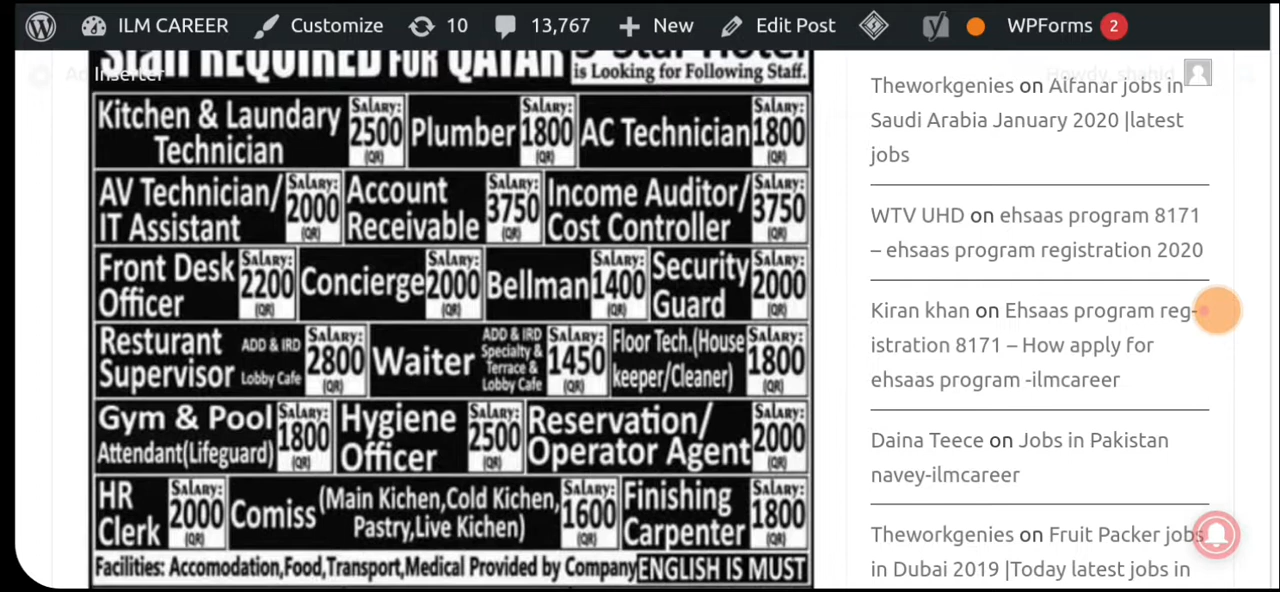 ILM CAREER Customize 10 13,767 + New Edit Post WPForms 2
Ad Inserter Howdy, shahid
Staff REQUIRED FOR QATAR 5 Star Hotel
is Looking for Following Staff.
Kitchen & Laundary Technician SALARY: 2500 (QR) Plumber SALARY: 1800 (QR) AC Technician SALARY: 1800 (QR)
AV Technician/ IT Assistant SALARY: 2000 (QR) Account Receivable SALARY: 3750 (QR) Income Auditor/ Cost Controller SALARY: 3750 (QR)
Front Desk Officer SALARY: 2200 (QR) Concierge SALARY: 2000 (QR) Bellman SALARY: 1400 (QR) Security Guard SALARY: 2000 (QR)
Resturant Supervisor ADD & IRD Lobby Cafe SALARY: 2800 (QR) Waiter ADD & IRD Specialty & Terrace & Lobby Cafe SALARY: 1450 (QR) Floor Tech.(House keeper/Cleaner) SALARY: 1800 (QR)
Gym & Pool Attendant(Lifeguard) SALARY: 1800 (QR) Hygiene Officer SALARY: 2500 (QR) Reservation/ Operator Agent SALARY: 2000 (QR)
HR Clerk SALARY: 2000 (QR) Comiss (Main Kichen,Cold Kichen, Pastry,Live Kichen) SALARY: 1600 (QR) Finishing Carpenter SALARY: 1800 (QR)
Facilities: Accomodation,Food,Transport,Medical Provided by Company ENGLISH IS MUST
Theworkgenies on Alfanar jobs in
Saudi Arabia January 2020 |latest
jobs
WTV UHD on ehsaas program 8171
– ehsaas program registration 2020
Kiran khan on Ehsaas program reg-
istration 8171 – How apply for
ehsaas program -ilmcareer
Daina Teece on Jobs in Pakistan
navey-ilmcareer
Theworkgenies on Fruit Packer jobs
in Dubai 2019 |Today latest jobs in